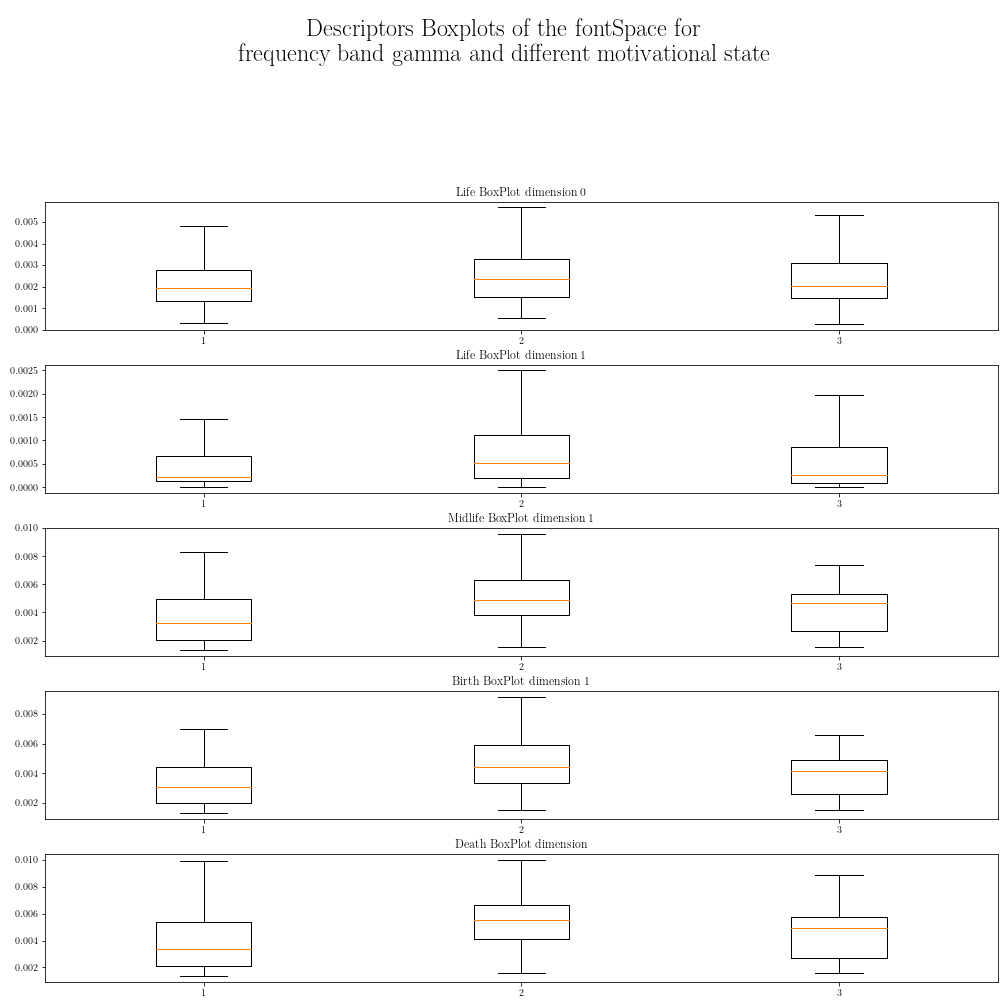 Descriptors Boxplots of the fontSpace for
frequency band gamma and different motivational state
Life BoxPlot dimension 0
0.005
0.004
0.003
0.002
0.001
0.000
1 2 3
Life BoxPlot dimension 1
0.0025
0.0020
0.0015
0.0010
0.0005
0.0000
1 2 3
Midlife BoxPlot dimension 1
0.010
0.008
0.006
0.004
0.002
1 2 3
Birth BoxPlot dimension 1
0.008
0.006
0.004
0.002
1 2 3
Death BoxPlot dimension
0.010
0.008
0.006
0.004
0.002
1 2 3